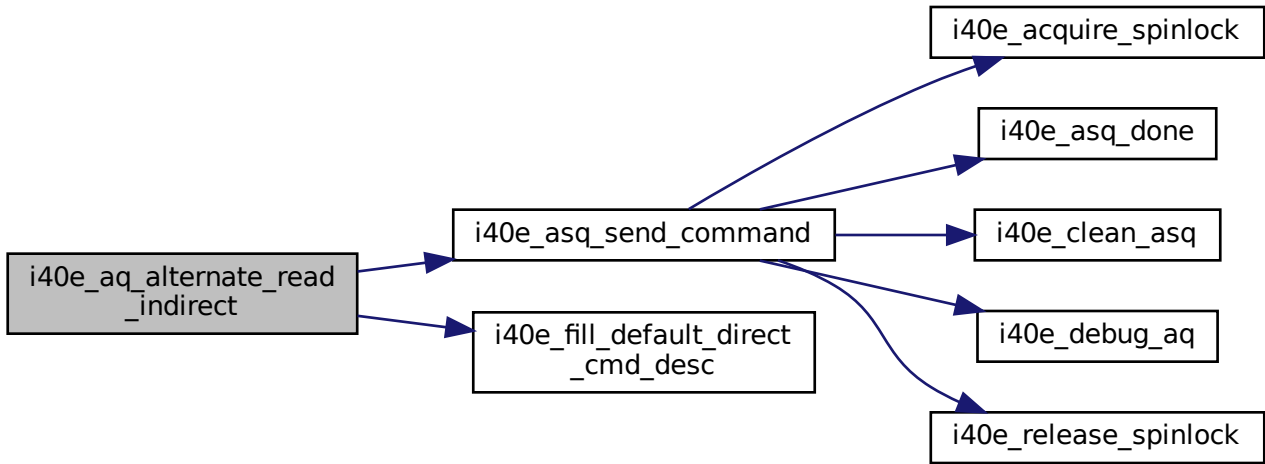 i40e_aq_alternate_read
_indirect
i40e_asq_send_command
i40e_fill_default_direct
_cmd_desc
i40e_acquire_spinlock
i40e_asq_done
i40e_clean_asq
i40e_debug_aq
i40e_release_spinlock